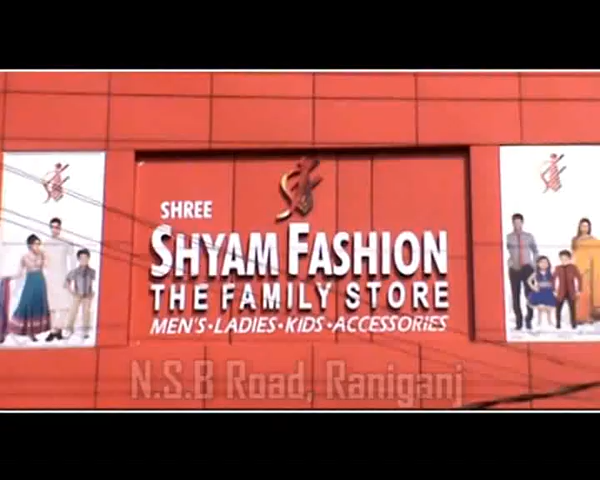 SHREE
SHYAM FASHION
THE FAMILY STORE
MEN'S • LADIES • KIDS • ACCESSORIES
N.S.B Road, Raniganj